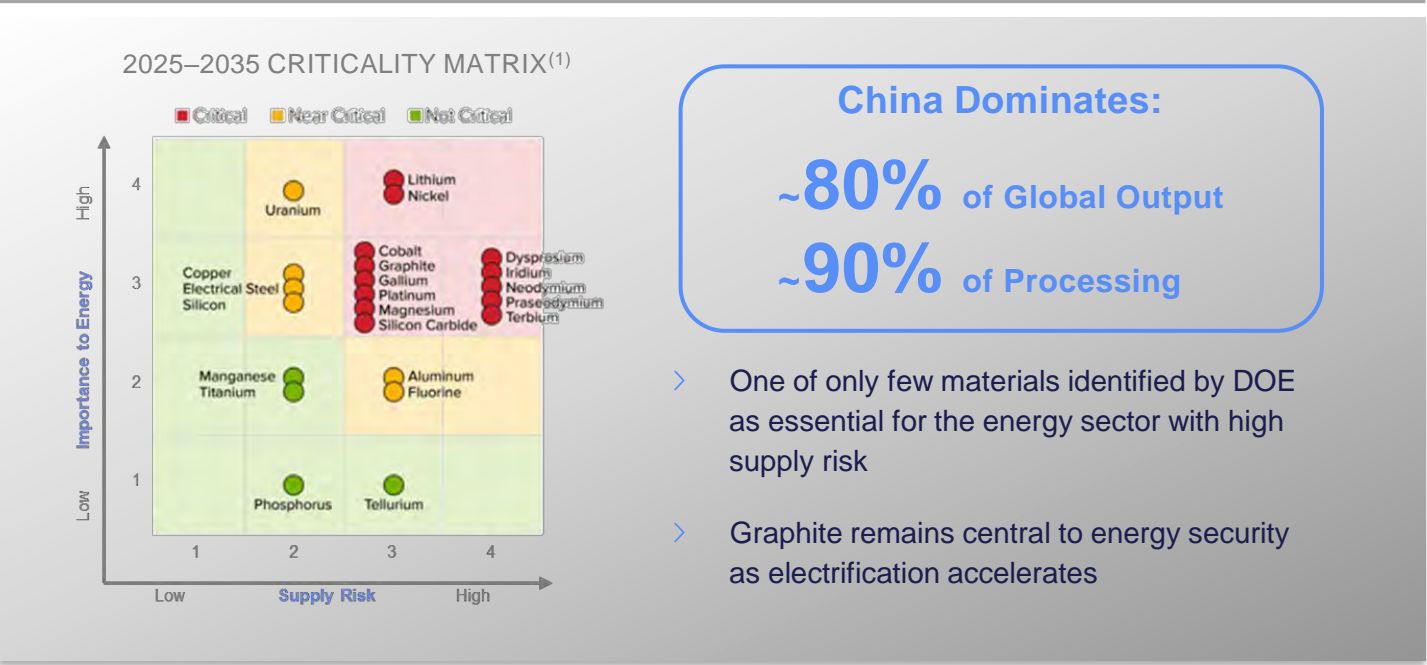 2025–2035 CRITICALITY MATRIX(1)
Critical Near Critical Not Critical
High
Importance to Energy
Low
4
3
2
1
Uranium
Lithium
Nickel
Copper
Electrical Steel
Silicon
Cobalt
Graphite
Gallium
Platinum
Magnesium
Silicon Carbide
Dysprosium
Iridium
Neodymium
Praseodymium
Terbium
Manganese
Titanium
Aluminum
Fluorine
Phosphorus
Tellurium
1 2 3 4
Low Supply Risk High
China Dominates:
~80% of Global Output
~90% of Processing
One of only few materials identified by DOE
as essential for the energy sector with high
supply risk
Graphite remains central to energy security
as electrification accelerates